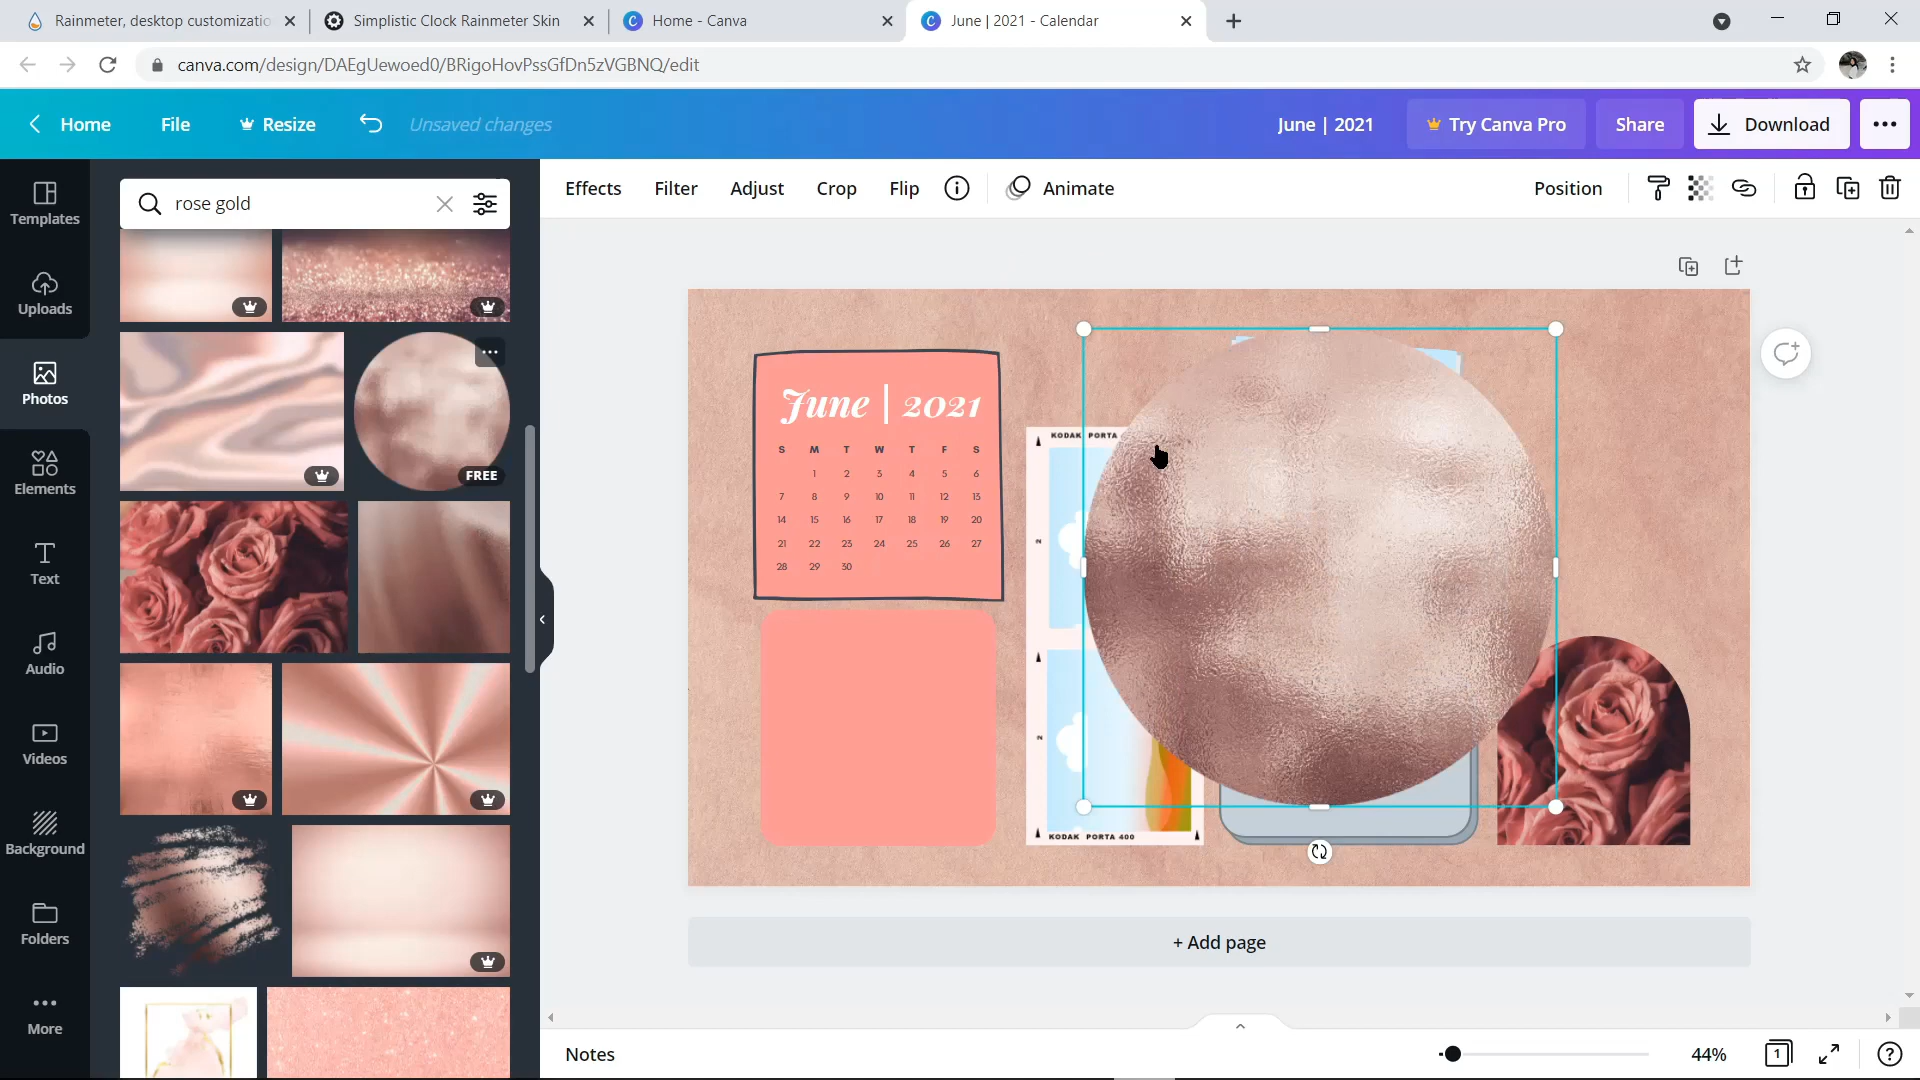 Rainmeter, desktop customizatio
Simplistic Clock Rainmeter Skin
Home - Canva
June | 2021 - Calendar
canva.com/design/DAEgUewoed0/BRigoHovPssGfDn5zVGBNQ/edit
Home
File
Resize
Unsaved changes
June | 2021
Try Canva Pro
Share
Download
Templates
Uploads
Photos
Elements
Text
Audio
Videos
Background
Folders
More
rose gold
FREE
Effects
Filter
Adjust
Crop
Flip
Animate
Position
June | 2021
S M T W T F S
1 2 3 4 5 6
7 8 9 10 11 12 13
14 15 16 17 18 19 20
21 22 23 24 25 26 27
28 29 30
KODAK PORTA
N
N
KODAK PORTA 400
+ Add page
Notes
44%
1